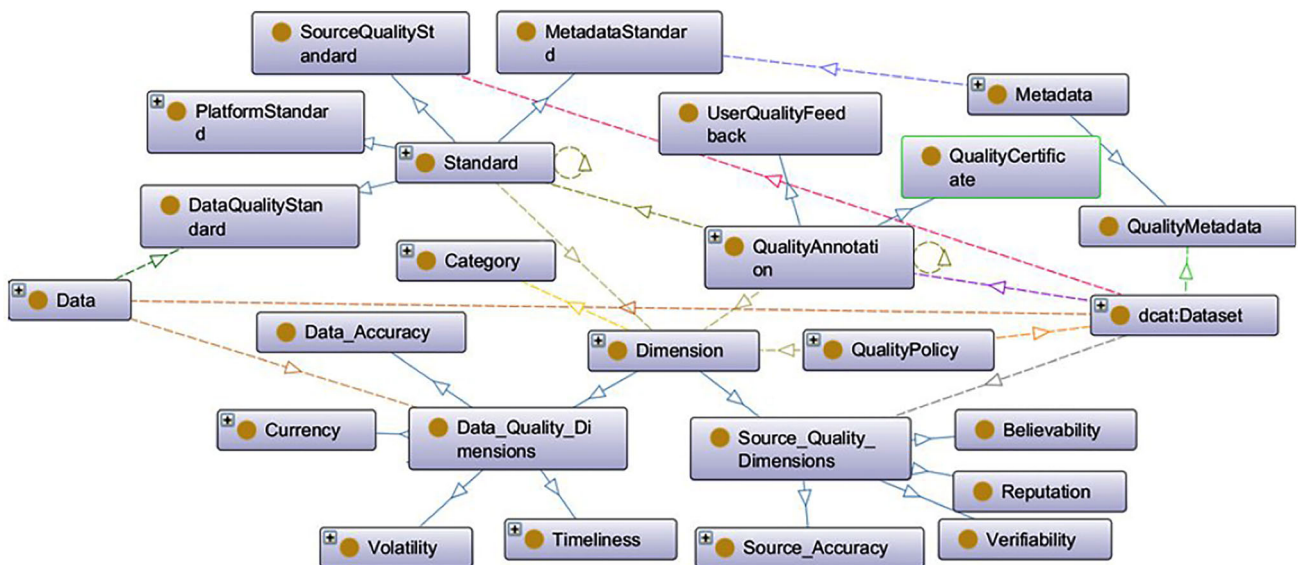 SourceQualitySt
andard
MetadataStandar
d
Metadata
PlatformStandar
d
UserQualityFeed
back
Standard
QualityCertific
ate
DataQualityStan
dard
QualityMetadata
Category
QualityAnnotati
on
Data
dcat:Dataset
Data_Accuracy
Dimension
QualityPolicy
Currency
Data_Quality_Di
mensions
Source_Quality_
Dimensions
Believability
Reputation
Volatility
Timeliness
Source_Accuracy
Verifiability